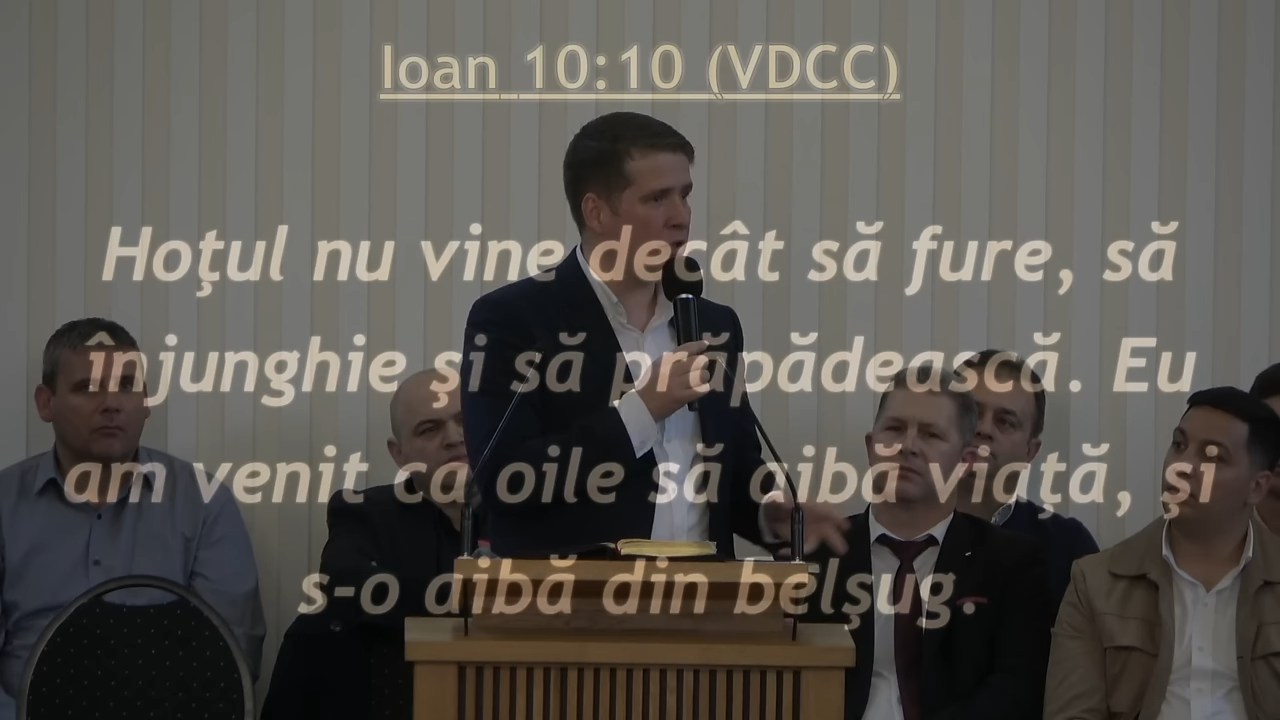 Ioan 10:10 (VDCC)
Hoţul nu vine decât să fure, să
înjunghie şi să prăpădească. Eu
am venit ca oile să aibă viaţă, şi
s-o aibă din belşug.